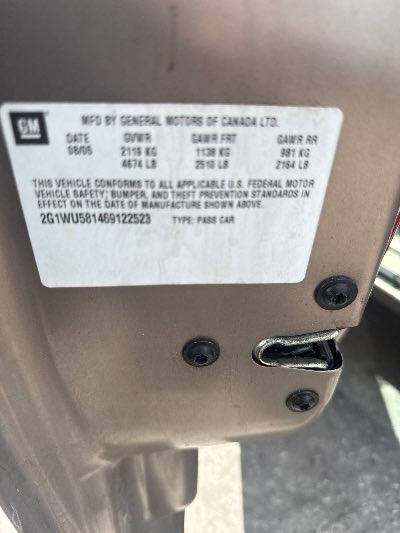 GM
MFD BY GENERAL MOTORS OF CANADA LTD.
DATE GVWR GAWR FRT GAWR RR
08/05 2119 KG 1138 KG 981 KG
4674 LB 2510 LB 2164 LB
THIS VEHICLE CONFORMS TO ALL APPLICABLE U.S. FEDERAL MOTOR
VEHICLE SAFETY, BUMPER, AND THEFT PREVENTION STANDARDS IN
EFFECT ON THE DATE OF MANUFACTURE SHOWN ABOVE.
2G1WU581469122523 TYPE: PASS CAR